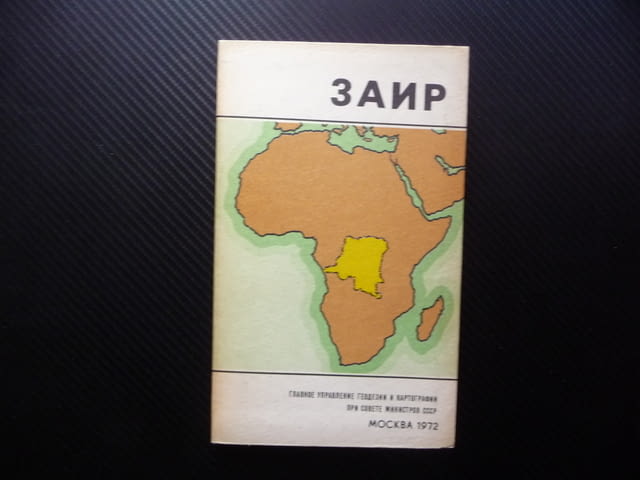 ЗАИР
ГЛАВНОЕ УПРАВЛЕНИЕ ГЕОДЕЗИИ И КАРТОГРАФИИ
ПРИ СОВЕТЕ МИНИСТРОВ СССР
МОСКВА 1972